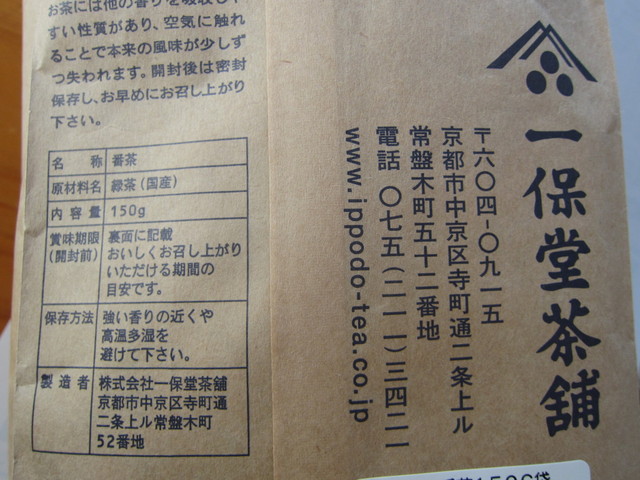 お茶には他の香りを吸収しや
すい性質があり、空気に触れ
ることで本来の風味が少しず
つ失われます。開封後は密封
保存し、お早めにお召し上がり
下さい。
名 称 番茶
原材料名 緑茶(国産)
内容量 150g
賞味期限 裏面に記載
(開封前) おいしくお召し上がり
いただける期間の
目安です。
保存方法 強い香りの近くや
高温多湿を
避けて下さい。
製造者 株式会社一保堂茶舗
京都市中京区寺町通
二条上ル常盤木町
52番地
一保堂茶舗
〒六〇四-〇九一五
京都市中京区寺町通二条上ル
常盤木町五十二番地
電話 〇七五(二一一)三四二一
www.ippodo-tea.co.jp